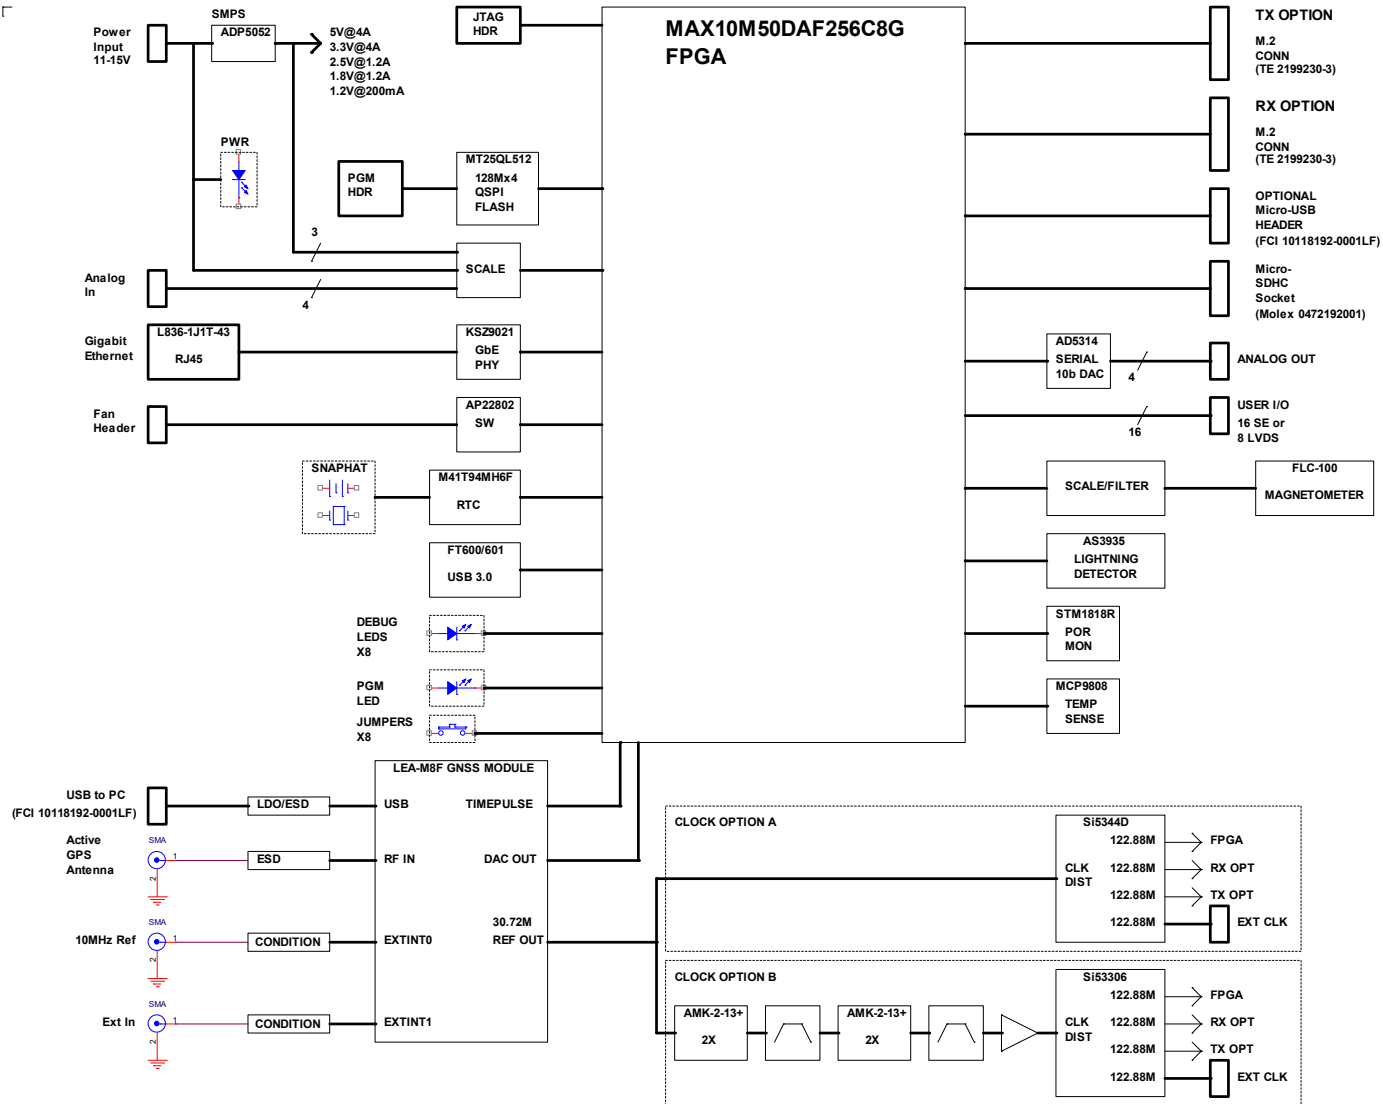 SMPS
ADP5052
Power
Input
11-15V
5V@4A
3.3V@4A
2.5V@1.2A
1.8V@1.2A
1.2V@200mA
JTAG
HDR
MAX10M50DAF256C8G
FPGA
TX OPTION
M.2
CONN
(TE 2199230-3)
RX OPTION
M.2
CONN
(TE 2199230-3)
PWR
PGM
HDR
MT25QL512
128Mx4
QSPI
FLASH
OPTIONAL
Micro-USB
HEADER
(FCI 10118192-0001LF)
3
SCALE
Analog
In
4
Micro-
SDHC
Socket
(Molex 0472192001)
Gigabit
Ethernet
L836-1J1T-43
RJ45
KSZ9021
GbE
PHY
AD5314
SERIAL
10b DAC
4
ANALOG OUT
Fan
Header
AP22802
SW
16
USER I/O
16 SE or
8 LVDS
SNAPHAT
M41T94MH6F
RTC
SCALE/FILTER
FLC-100
MAGNETOMETER
FT600/601
USB 3.0
AS3935
LIGHTNING
DETECTOR
DEBUG
LEDS
X8
STM1818R
POR
MON
PGM
LED
MCP9808
TEMP
SENSE
JUMPERS
X8
LEA-M8F GNSS MODULE
USB to PC
(FCI 10118192-0001LF)
LDO/ESD
USB
TIMEPULSE
Active
GPS
Antenna
SMA
1
2
ESD
RF IN
DAC OUT
30.72M
REF OUT
10MHz Ref
SMA
1
2
CONDITION
EXTINT0
Ext In
SMA
1
2
CONDITION
EXTINT1
CLOCK OPTION A
Si5344D
CLK
DIST
122.88M
FPGA
122.88M
RX OPT
122.88M
TX OPT
122.88M
EXT CLK
CLOCK OPTION B
AMK-2-13+
2X
AMK-2-13+
2X
Si53306
CLK
DIST
122.88M
FPGA
122.88M
RX OPT
122.88M
TX OPT
122.88M
EXT CLK